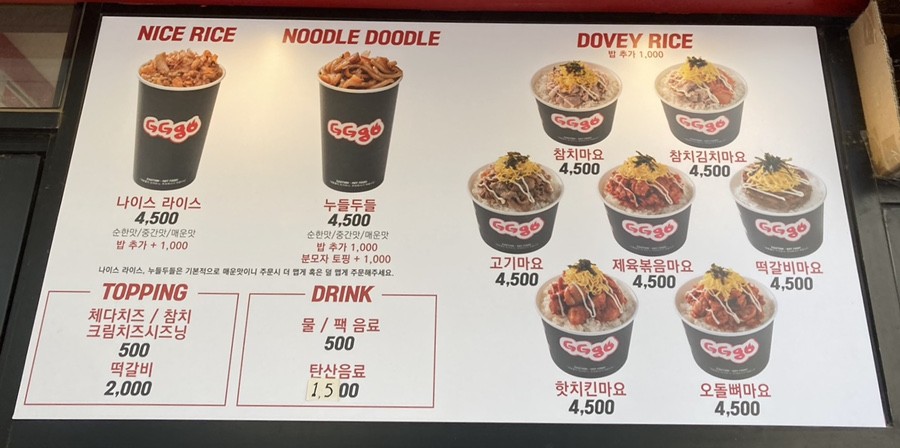 NICE RICE
GGgo
나이스 라이스
4,500
순한맛/중간맛/매운맛
밥 추가 + 1,000
NOODLE DOODLE
GGgo
누들두들
4,500
순한맛/중간맛/매운맛
밥 추가 1,000
분모자 토핑 + 1,000
나이스 라이스, 누들두들은 기본적으로 매운맛이니 주문시 더 맵게 혹은 덜 맵게 주문해주세요.
TOPPING
체다치즈 / 참치
크림치즈시즈닝
500
떡갈비
2,000
DRINK
물 / 팩 음료
500
탄산음료
1,500
DOVEY RICE
밥 추가 1,000
GGgo
GGgo
참치마요
참치김치마요
4,500
4,500
GGgo
GGgo
GGgo
고기마요
제육볶음마요
떡갈비마요
4,500
4,500
4,500
GGgo
GGgo
핫치킨마요
오돌뼈마요
4,500
4,500